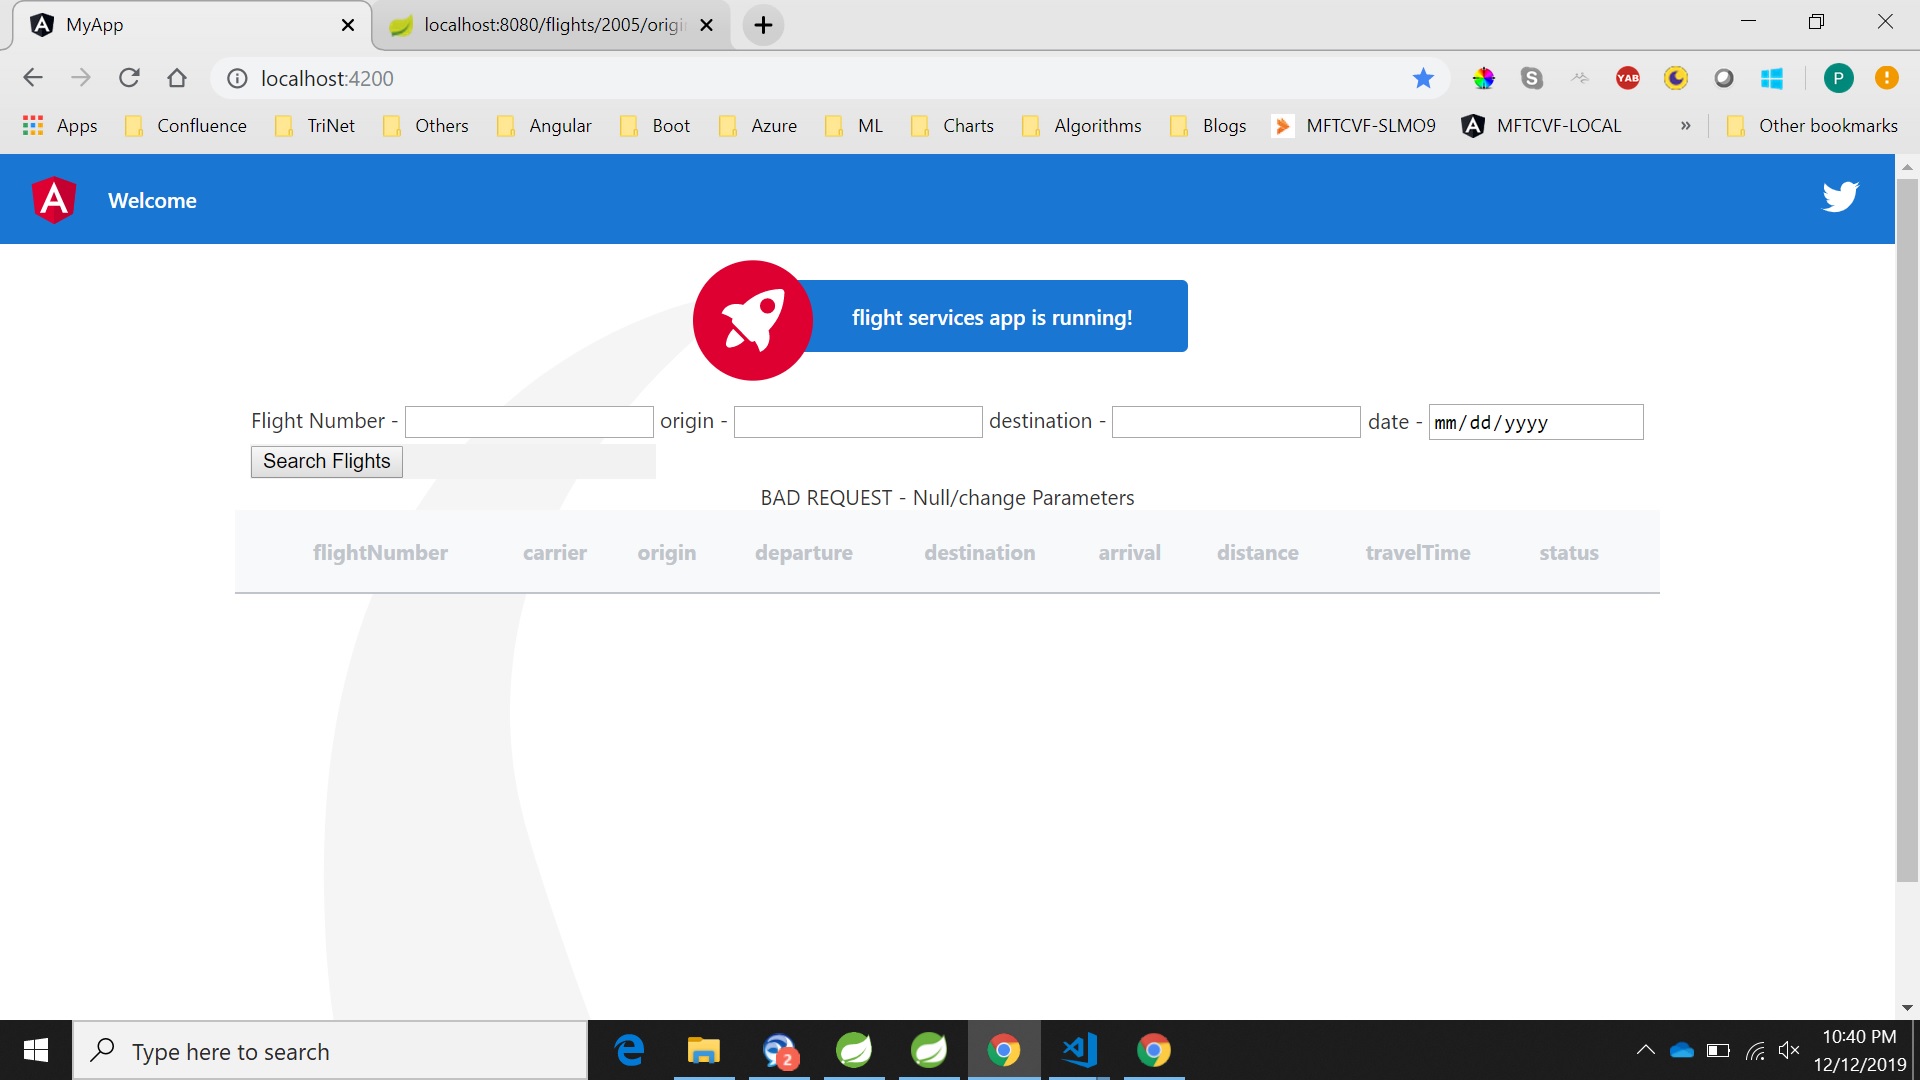 MyApp
localhost:8080/flights/2005/origi
localhost:4200
YAB
P
Apps Confluence TriNet Others Angular Boot Azure ML Charts Algorithms Blogs MFTCVF-SLMO9 MFTCVF-LOCAL » Other bookmarks
Welcome
flight services app is running!
Flight Number - origin - destination - date - mm/dd/yyyy
Search Flights
BAD REQUEST - Null/change Parameters
flightNumber carrier origin departure destination arrival distance travelTime status
Type here to search
2
10:40 PM
12/12/2019